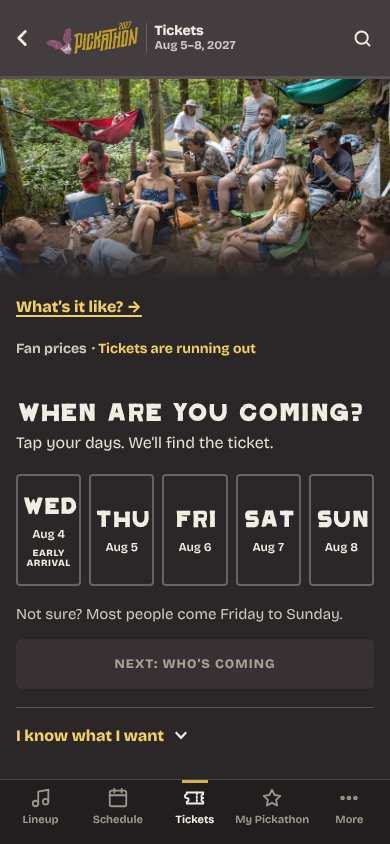 2027
PICKATHON
Tickets
Aug 5–8, 2027
What's it like? →
Fan prices · Tickets are running out
WHEN ARE YOU COMING?
Tap your days. We'll find the ticket.
WED
Aug 4
EARLY
ARRIVAL
THU
Aug 5
FRI
Aug 6
SAT
Aug 7
SUN
Aug 8
Not sure? Most people come Friday to Sunday.
NEXT: WHO'S COMING
I know what I want
Lineup
Schedule
Tickets
My Pickathon
More